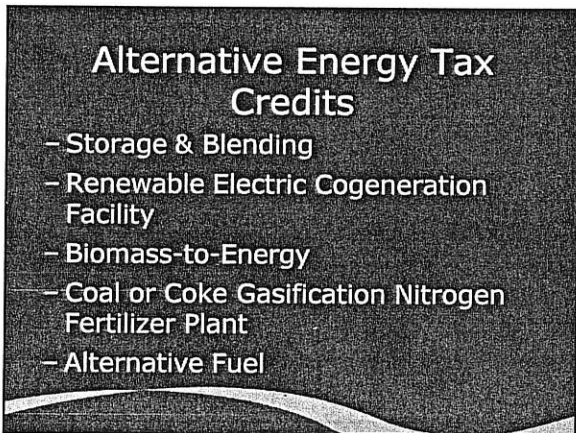 Alternative Energy Tax
Credits
– Storage & Blending
– Renewable Electric Cogeneration
Facility
– Biomass-to-Energy
– Coal or Coke Gasification Nitrogen
Fertilizer Plant
– Alternative Fuel